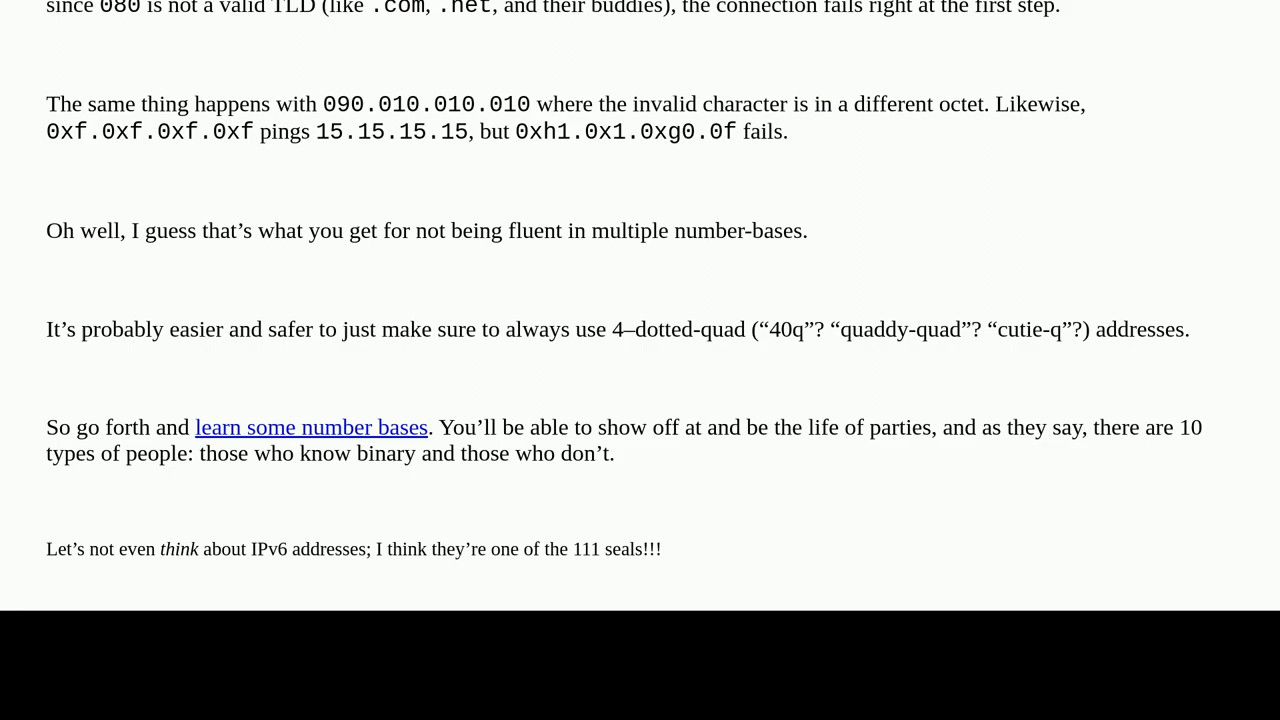 since 080 is not a valid TLD (like .com, .net, and their buddies), the connection fails right at the first step.
The same thing happens with 090.010.010.010 where the invalid character is in a different octet. Likewise,
0xf.0xf.0xf.0xf pings 15.15.15.15, but 0xh1.0x1.0xg0.0f fails.
Oh well, I guess that’s what you get for not being fluent in multiple number-bases.
It’s probably easier and safer to just make sure to always use 4–dotted-quad (“40q”? “quaddy-quad”? “cutie-q”?) addresses.
So go forth and learn some number bases. You’ll be able to show off at and be the life of parties, and as they say, there are 10
types of people: those who know binary and those who don’t.
Let’s not even think about IPv6 addresses; I think they’re one of the 111 seals!!!